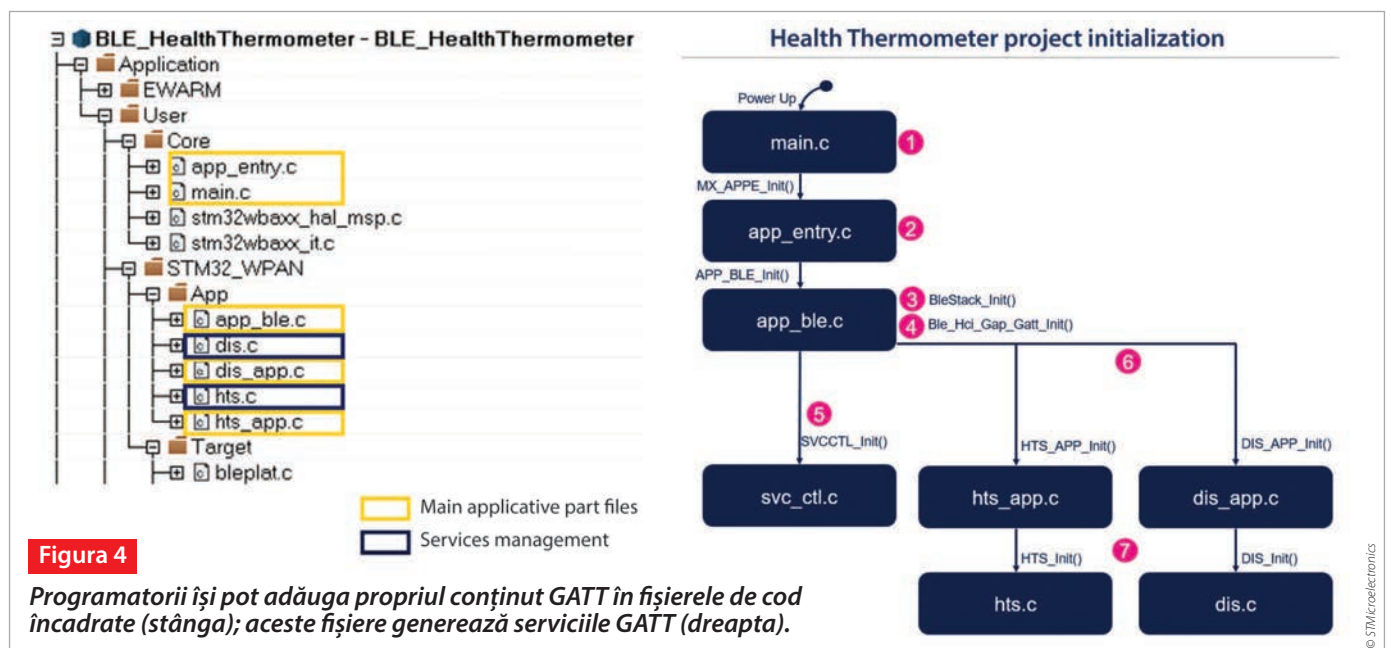 BLE_HealthThermometer - BLE_HealthThermometer
Application
EWARM
User
Core
app_entry.c
main.c
stm32wbaxx_hal_msp.c
stm32wbaxx_it.c
STM32_WPAN
App
app_ble.c
dis.c
dis_app.c
hts.c
hts_app.c
Target
bleplat.c
Main applicative part files
Services management
Figura 4
Programatorii își pot adăuga propriul conținut GATT în fișierele de cod
încadrate (stânga); aceste fișiere generează serviciile GATT (dreapta).
Health Thermometer project initialization
Power Up
main.c
1
MX_APPE_Init()
app_entry.c
2
APP_BLE_Init()
app_ble.c
3 BleStack_Init()
4 Ble_Hci_Gap_Gatt_Init()
6
5
SVCCTL_Init()
HTS_APP_Init()
DIS_APP_Init()
svc_ctl.c
hts_app.c
dis_app.c
HTS_Init()
7
DIS_Init()
hts.c
dis.c
© STMicroelectronics